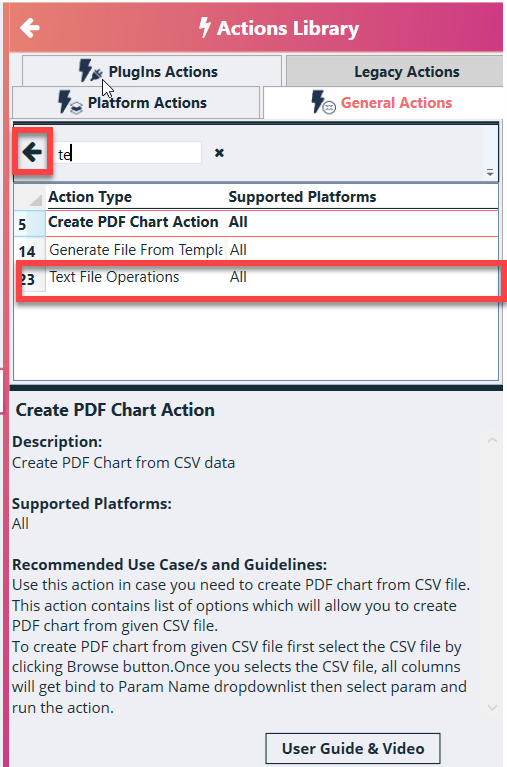 Actions Library
PlugIns Actions Legacy Actions
Platform Actions General Actions
te
Action Type Supported Platforms
5 Create PDF Chart Action All
14 Generate File From Templa All
23 Text File Operations All
Create PDF Chart Action
Description:
Create PDF Chart from CSV data
Supported Platforms:
All
Recommended Use Case/s and Guidelines:
Use this action in case you need to create PDF chart from CSV file.
This action contains list of options which will allow you to create
PDF chart from given CSV file.
To create PDF chart from given CSV file first select the CSV file by
clicking Browse button.Once you selects the CSV file, all columns
will get bind to Param Name dropdownlist then select param and
run the action.
User Guide & Video